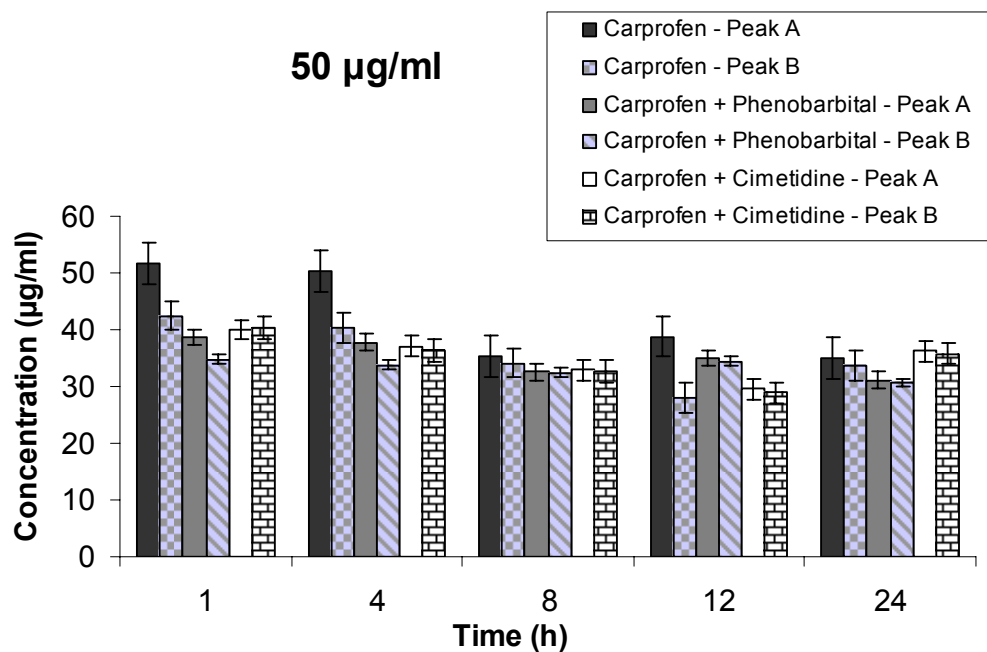 50 µg/ml
Carprofen - Peak A
Carprofen - Peak B
Carprofen + Phenobarbital - Peak A
Carprofen + Phenobarbital - Peak B
Carprofen + Cimetidine - Peak A
Carprofen + Cimetidine - Peak B
Concentration (µg/ml)
60
50
40
30
20
10
0
1 4 8 12 24
Time (h)